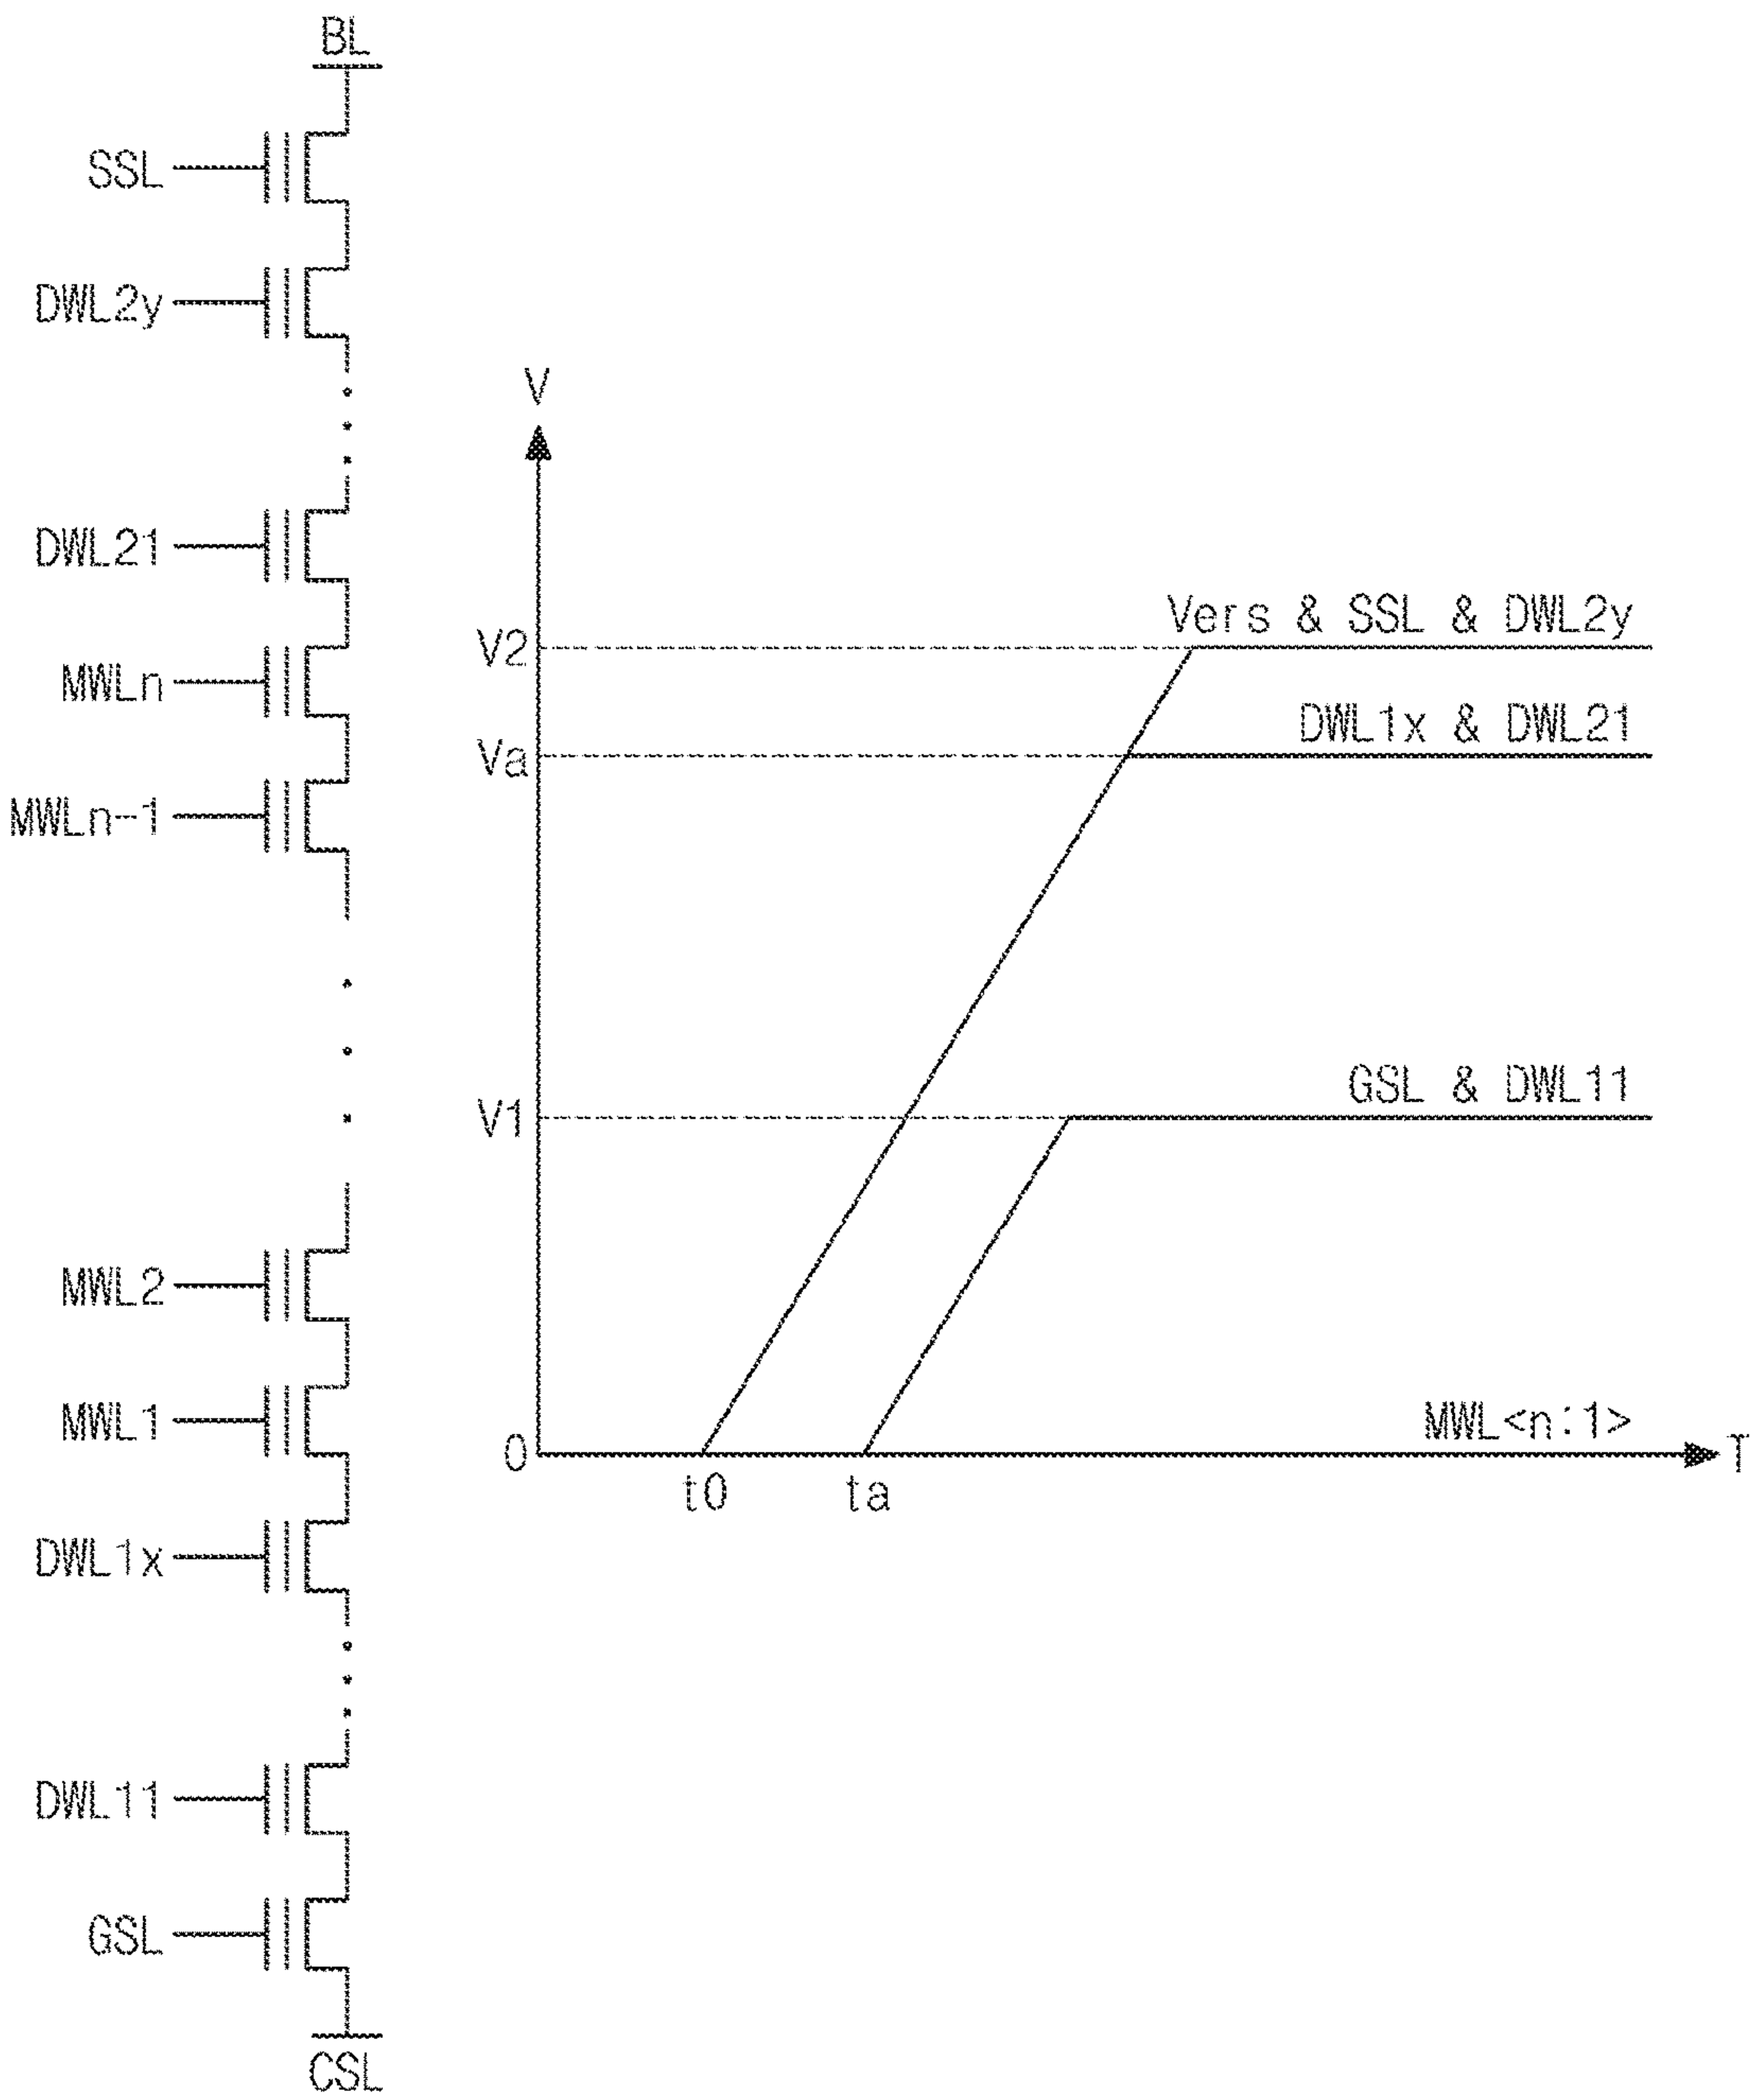 BL
SSL
DWL2y
DWL21
MWLn
MWLn-1
MWL2
MWL1
DWL1x
DWL11
GSL
CSL
V
V2
Vers & SSL & DWL2y
Va
DWL1x & DWL21
V1
GSL & DWL11
MWL<n:1>
0
T
t0
ta